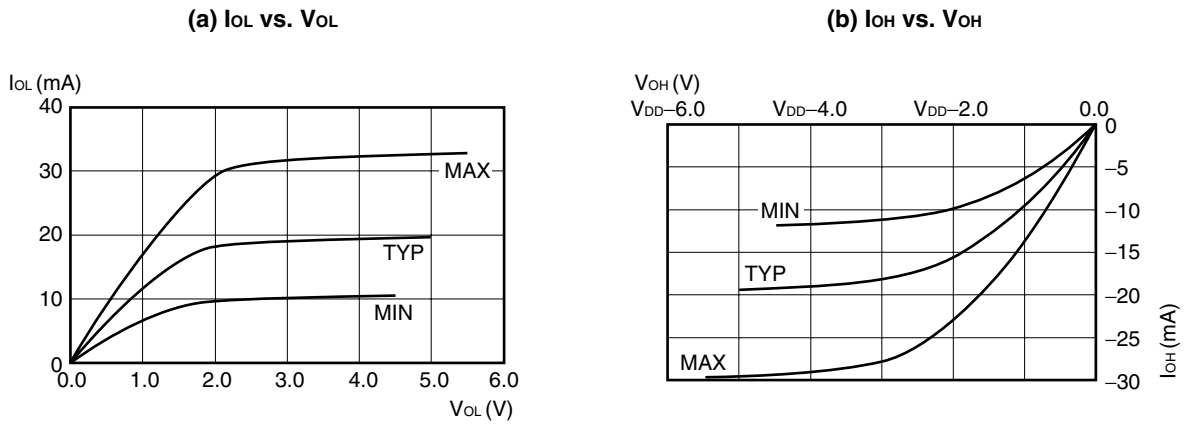 (a) IOL vs. VOL
IOL (mA)
40
30
20
10
0
MAX
TYP
MIN
0.0 1.0 2.0 3.0 4.0 5.0 6.0
VOL (V)
(b) IOH vs. VOH
VOH (V)
VDD−6.0 VDD−4.0 VDD−2.0 0.0
0
−5
−10
−15
−20
−25
−30
MIN
TYP
MAX
IOH (mA)